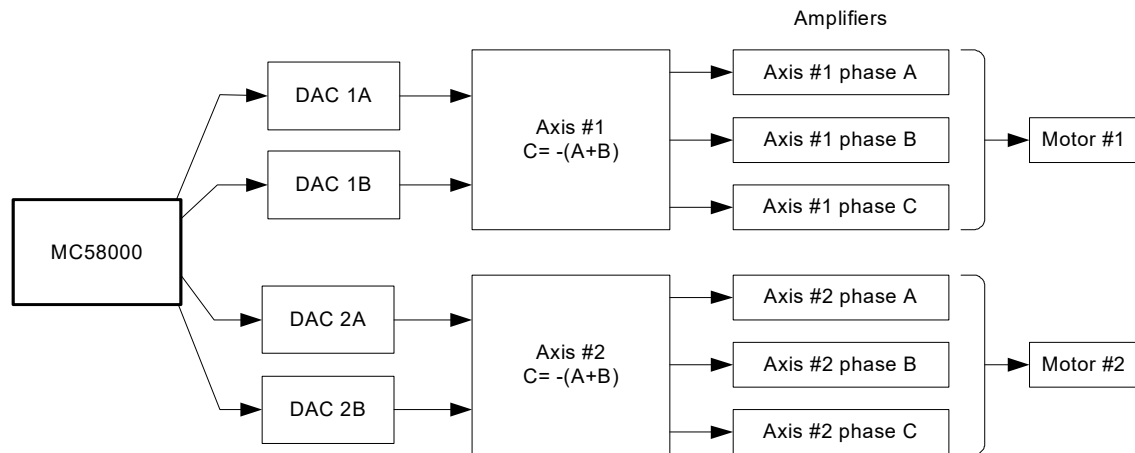 Amplifiers
MC58000
DAC 1A
DAC 1B
Axis #1
C= -(A+B)
Axis #1 phase A
Axis #1 phase B
Axis #1 phase C
Motor #1
DAC 2A
DAC 2B
Axis #2
C= -(A+B)
Axis #2 phase A
Axis #2 phase B
Axis #2 phase C
Motor #2